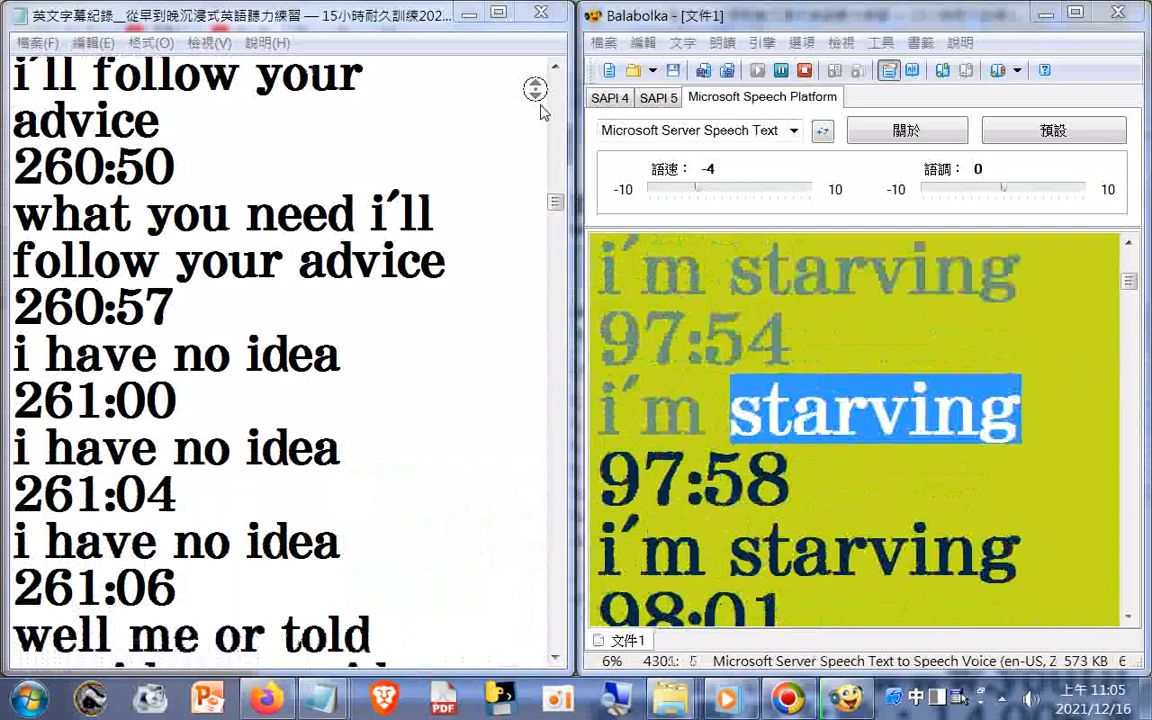 英文字幕紀錄__從早到晚沉浸式英語聽力練習 — 15小時耐久訓練202...
檔案(F) 編輯(E) 格式(O) 檢視(V) 說明(H)
i´ll follow your
advice
260:50
what you need i´ll
follow your advice
260:57
i have no idea
261:00
i have no idea
261:04
i have no idea
261:06
well me or told
Balabolka - [文件1]
檔案 編輯 文字 朗讀 引擎 選項 檢視 工具 書籤 說明
SAPI 4 SAPI 5 Microsoft Speech Platform
Microsoft Server Speech Text 關於 預設
語速: -4 語調: 0
-10 10 -10 10
i´m starving
97:54
i´m starving
97:58
i´m starving
98:01
文件1
6% 4301: 5 Microsoft Server Speech Text to Speech Voice (en-US, Z 573 KB 6
PDF 中 上午 11:05
2021/12/16